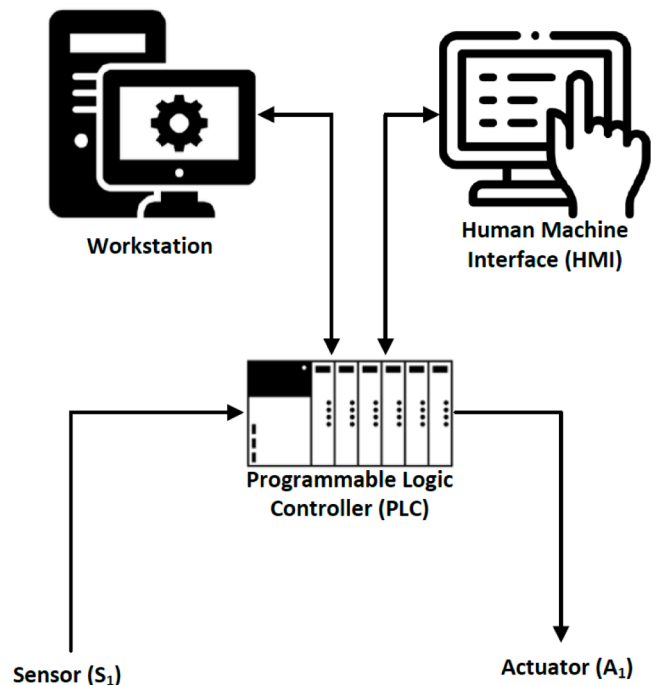 Workstation
Human Machine
Interface (HMI)
Programmable Logic
Controller (PLC)
Sensor (S₁)
Actuator (A₁)